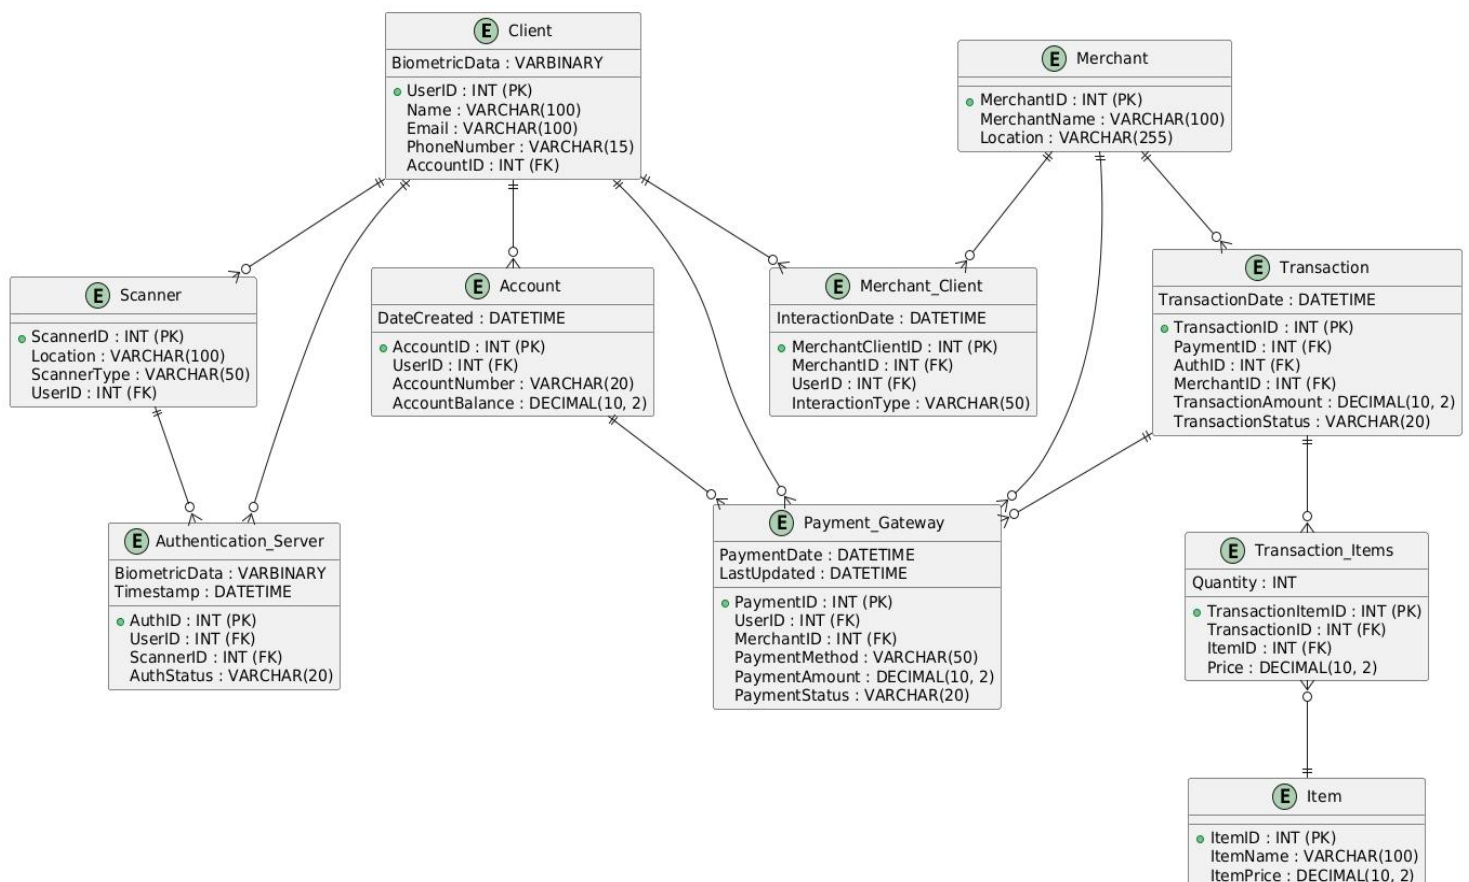 E Client
BiometricData : VARBINARY
UserID : INT (PK)
Name : VARCHAR(100)
Email : VARCHAR(100)
PhoneNumber : VARCHAR(15)
AccountID : INT (FK)
E Merchant
MerchantID : INT (PK)
MerchantName : VARCHAR(100)
Location : VARCHAR(255)
E Scanner
ScannerID : INT (PK)
Location : VARCHAR(100)
ScannerType : VARCHAR(50)
UserID : INT (FK)
E Account
DateCreated : DATETIME
AccountID : INT (PK)
UserID : INT (FK)
AccountNumber : VARCHAR(20)
AccountBalance : DECIMAL(10, 2)
E Merchant_Client
InteractionDate : DATETIME
MerchantClientID : INT (PK)
MerchantID : INT (FK)
UserID : INT (FK)
InteractionType : VARCHAR(50)
E Transaction
TransactionDate : DATETIME
TransactionID : INT (PK)
PaymentID : INT (FK)
AuthID : INT (FK)
MerchantID : INT (FK)
TransactionAmount : DECIMAL(10, 2)
TransactionStatus : VARCHAR(20)
E Authentication_Server
BiometricData : VARBINARY
Timestamp : DATETIME
AuthID : INT (PK)
UserID : INT (FK)
ScannerID : INT (FK)
AuthStatus : VARCHAR(20)
E Payment_Gateway
PaymentDate : DATETIME
LastUpdated : DATETIME
PaymentID : INT (PK)
UserID : INT (FK)
MerchantID : INT (FK)
PaymentMethod : VARCHAR(50)
PaymentAmount : DECIMAL(10, 2)
PaymentStatus : VARCHAR(20)
E Transaction_Items
Quantity : INT
TransactionItemID : INT (PK)
TransactionID : INT (FK)
ItemID : INT (FK)
Price : DECIMAL(10, 2)
E Item
ItemID : INT (PK)
ItemName : VARCHAR(100)
ItemPrice : DECIMAL(10, 2)